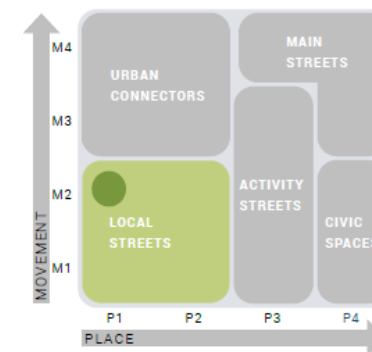 M4
MAIN
STREETS
URBAN
CONNECTORS
M3
M2
ACTIVITY
STREETS
LOCAL
STREETS
CIVIC
SPACES
M1
MOVEMENT
P1 P2 P3 P4
PLACE